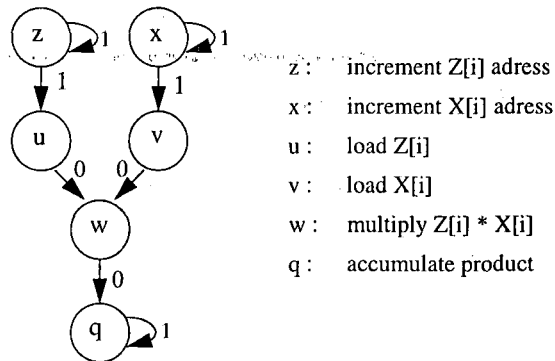 z
1
x
1
1
1
u
v
0
0
w
0
q
1
z : increment Z[i] adress
x : increment X[i] adress
u : load Z[i]
v : load X[i]
w : multiply Z[i] * X[i]
q : accumulate product